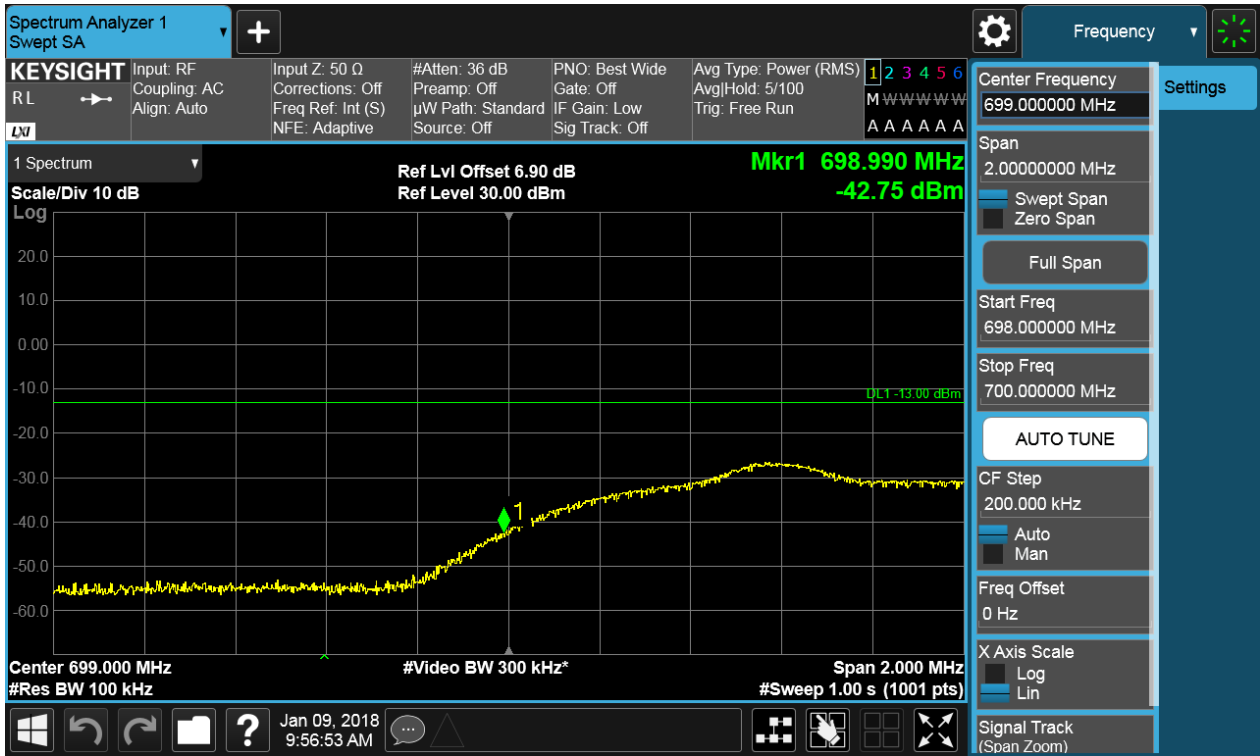 Spectrum Analyzer 1
Swept SA
Frequency
KEYSIGHT
R L
LXI
Input: RF
Coupling: AC
Align: Auto
Input Z: 50 Ω
Corrections: Off
Freq Ref: Int (S)
NFE: Adaptive
#Atten: 36 dB
Preamp: Off
µW Path: Standard
Source: Off
PNO: Best Wide
Gate: Off
IF Gain: Low
Sig Track: Off
Avg Type: Power (RMS)
Avg|Hold: 5/100
Trig: Free Run
1 2 3 4 5 6
M W W W W W
A A A A A A
1 Spectrum
Scale/Div 10 dB
Ref Lvl Offset 6.90 dB
Ref Level 30.00 dBm
Mkr1 698.990 MHz
-42.75 dBm
Log
20.0
10.0
0.00
-10.0
-20.0
-30.0
-40.0
-50.0
-60.0
DL1 -13.00 dBm
1
Center 699.000 MHz
#Res BW 100 kHz
#Video BW 300 kHz*
Span 2.000 MHz
#Sweep 1.00 s (1001 pts)
Center Frequency
699.000000 MHz
Span
2.00000000 MHz
Swept Span
Zero Span
Full Span
Start Freq
698.000000 MHz
Stop Freq
700.000000 MHz
AUTO TUNE
CF Step
200.000 kHz
Auto
Man
Freq Offset
0 Hz
X Axis Scale
Log
Lin
Signal Track
(Span Zoom)
Settings
?
Jan 09, 2018
9:56:53 AM